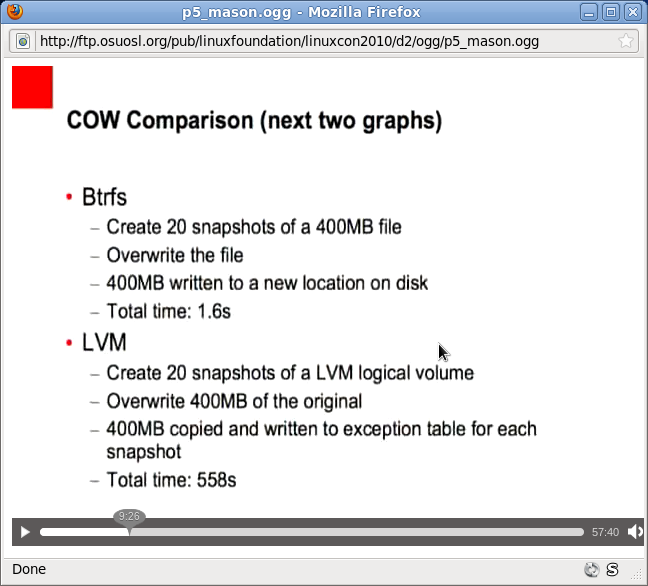 p5_mason.ogg - Mozilla Firefox
http://ftp.osuosl.org/pub/linuxfoundation/linuxcon2010/d2/ogg/p5_mason.ogg
COW Comparison (next two graphs)
• Btrfs
– Create 20 snapshots of a 400MB file
– Overwrite the file
– 400MB written to a new location on disk
– Total time: 1.6s
• LVM
– Create 20 snapshots of a LVM logical volume
– Overwrite 400MB of the original
– 400MB copied and written to exception table for each
snapshot
– Total time: 558s
9:26
57:40
Done
S